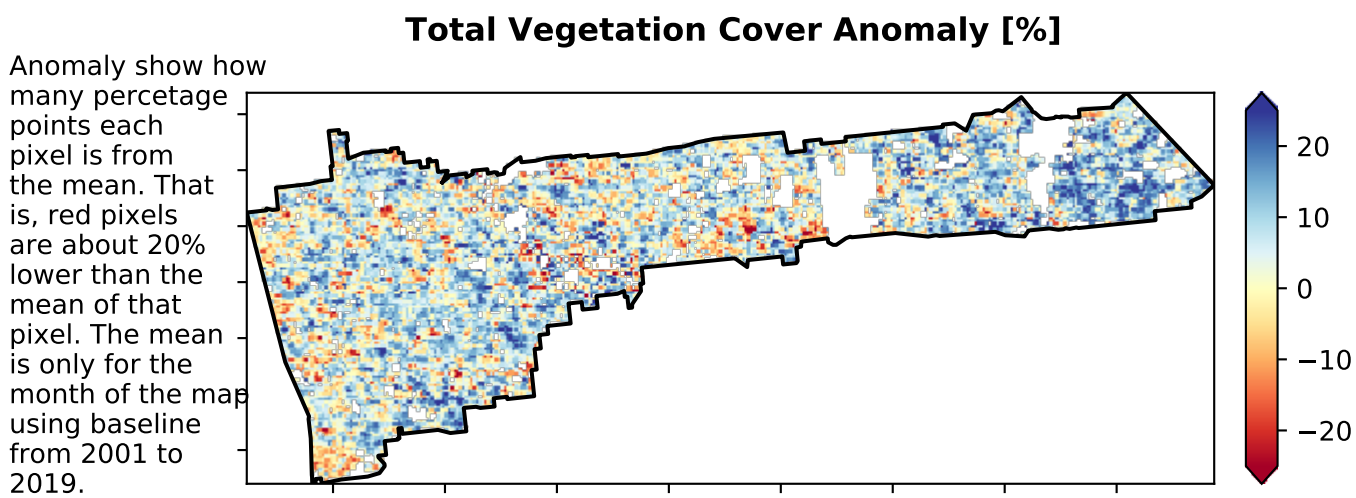 Total Vegetation Cover Anomaly [%]
Anomaly show how
many percetage
points each
pixel is from
the mean. That
is, red pixels
are about 20%
lower than the
mean of that
pixel. The mean
is only for the
month of the map
using baseline
from 2001 to
2019.
20
10
0
−10
−20